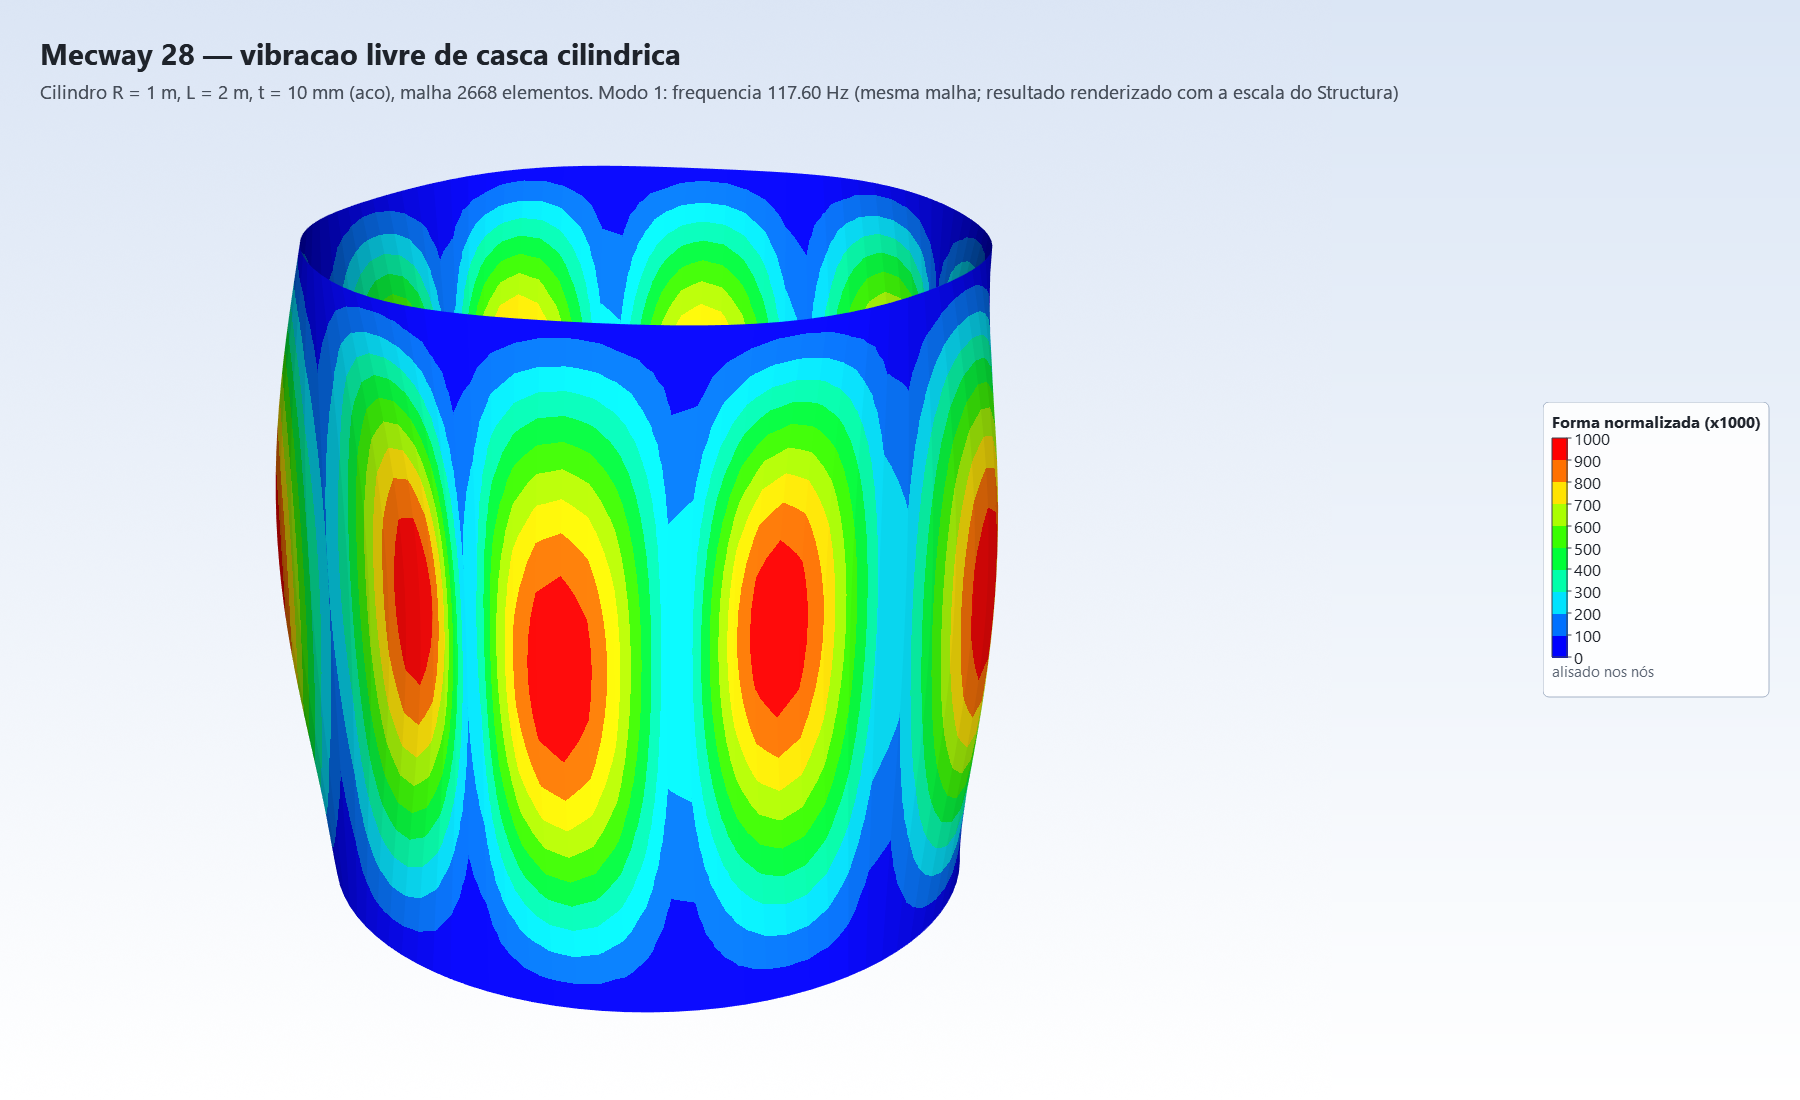 Mecway 28 — vibracao livre de casca cilindrica
Cilindro R = 1 m, L = 2 m, t = 10 mm (aco), malha 2668 elementos. Modo 1: frequencia 117.60 Hz (mesma malha; resultado renderizado com a escala do Structura)
Forma normalizada (x1000)
1000
900
800
700
600
500
400
300
200
100
0
alisado nos nós